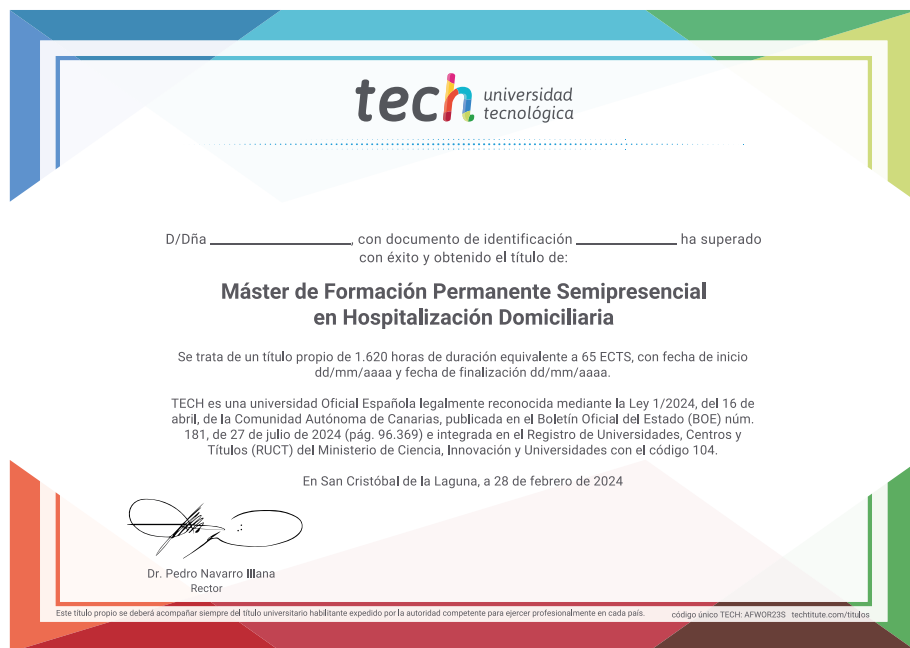 tech universidad
tecnológica
D/Dña ____________________, con documento de identificación ______________ ha superado
con éxito y obtenido el título de:
Máster de Formación Permanente Semipresencial
en Hospitalización Domiciliaria
Se trata de un título propio de 1.620 horas de duración equivalente a 65 ECTS, con fecha de inicio
dd/mm/aaaa y fecha de finalización dd/mm/aaaa.
TECH es una universidad Oficial Española legalmente reconocida mediante la Ley 1/2024, del 16 de
abril, de la Comunidad Autónoma de Canarias, publicada en el Boletín Oficial del Estado (BOE) núm.
181, de 27 de julio de 2024 (pág. 96.369) e integrada en el Registro de Universidades, Centros y
Títulos (RUCT) del Ministerio de Ciencia, Innovación y Universidades con el código 104.
En San Cristóbal de la Laguna, a 28 de febrero de 2024
Dr. Pedro Navarro Illana
Rector
Este título propio se deberá acompañar siempre del título universitario habilitante expedido por la autoridad competente para ejercer profesionalmente en cada país. código único TECH: AFWOR23S techtitute.com/titulos